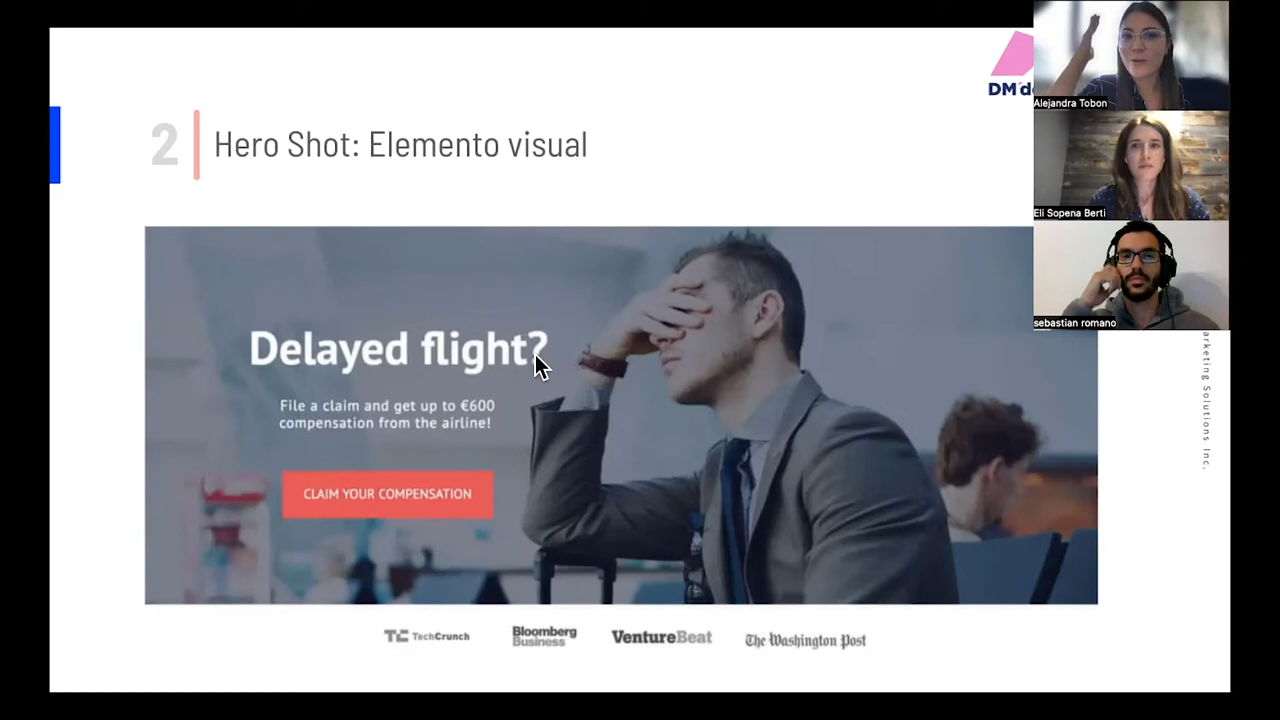 DM
2
Hero Shot: Elemento visual
Alejandra Tobon
Eli Sopena Berti
sebastian romano
Delayed flight?
File a claim and get up to €600
compensation from the airline!
CLAIM YOUR COMPENSATION
arketing Solutions Inc.
TC TechCrunch
Bloomberg
Business
VentureBeat
The Washington Post